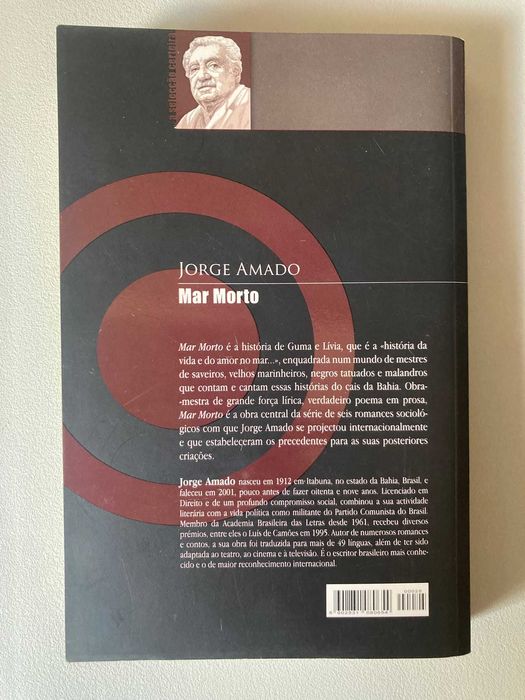 a selecção cartoira
JORGE AMADO
Mar Morto
Mar Morto é a história de Guma e Lívia, que é a «história da
vida e do amor no mar...», enquadrada num mundo de mestres
de saveiros, velhos marinheiros, negros tatuados e malandros
que contam e cantam essas histórias do cais da Bahia. Obra-
-mestra de grande força lírica, verdadeiro poema em prosa,
Mar Morto é a obra central da série de seis romances socioló-
gicos com que Jorge Amado se projectou internacionalmente
e que estabeleceram os precedentes para as suas posteriores
criações.
Jorge Amado nasceu em 1912 em Itabuna, no estado da Bahia, Brasil, e
faleceu em 2001, pouco antes de fazer oitenta e nove anos. Licenciado em
Direito e de um profundo compromisso social, combinou a sua actividade
literária com a vida política como militante do Partido Comunista do Brasil.
Membro da Academia Brasileira das Letras desde 1961, recebeu diversos
prémios, entre eles o Luís de Camões em 1995. Autor de numerosos romances
e contos, a sua obra foi traduzida para mais de 49 línguas, além de ter sido
adaptada ao teatro, ao cinema e à televisão. É o escritor brasileiro mais conhe-
cido e o de maior reconhecimento internacional.
00028